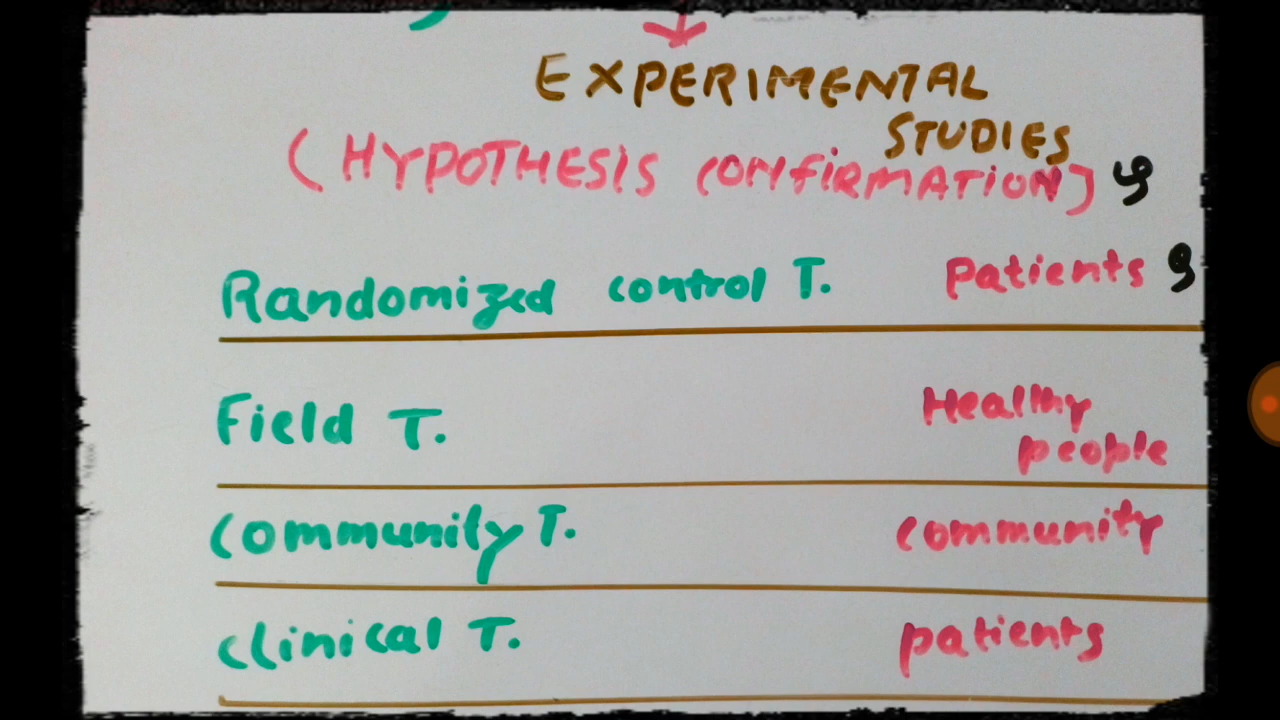 EXPERIMENTAL
STUDIES
(HYPOTHESIS CONFIRMATION)
Randomized control T. Patients
Field T. Healthy
people
Community T. community
clinical T. patients